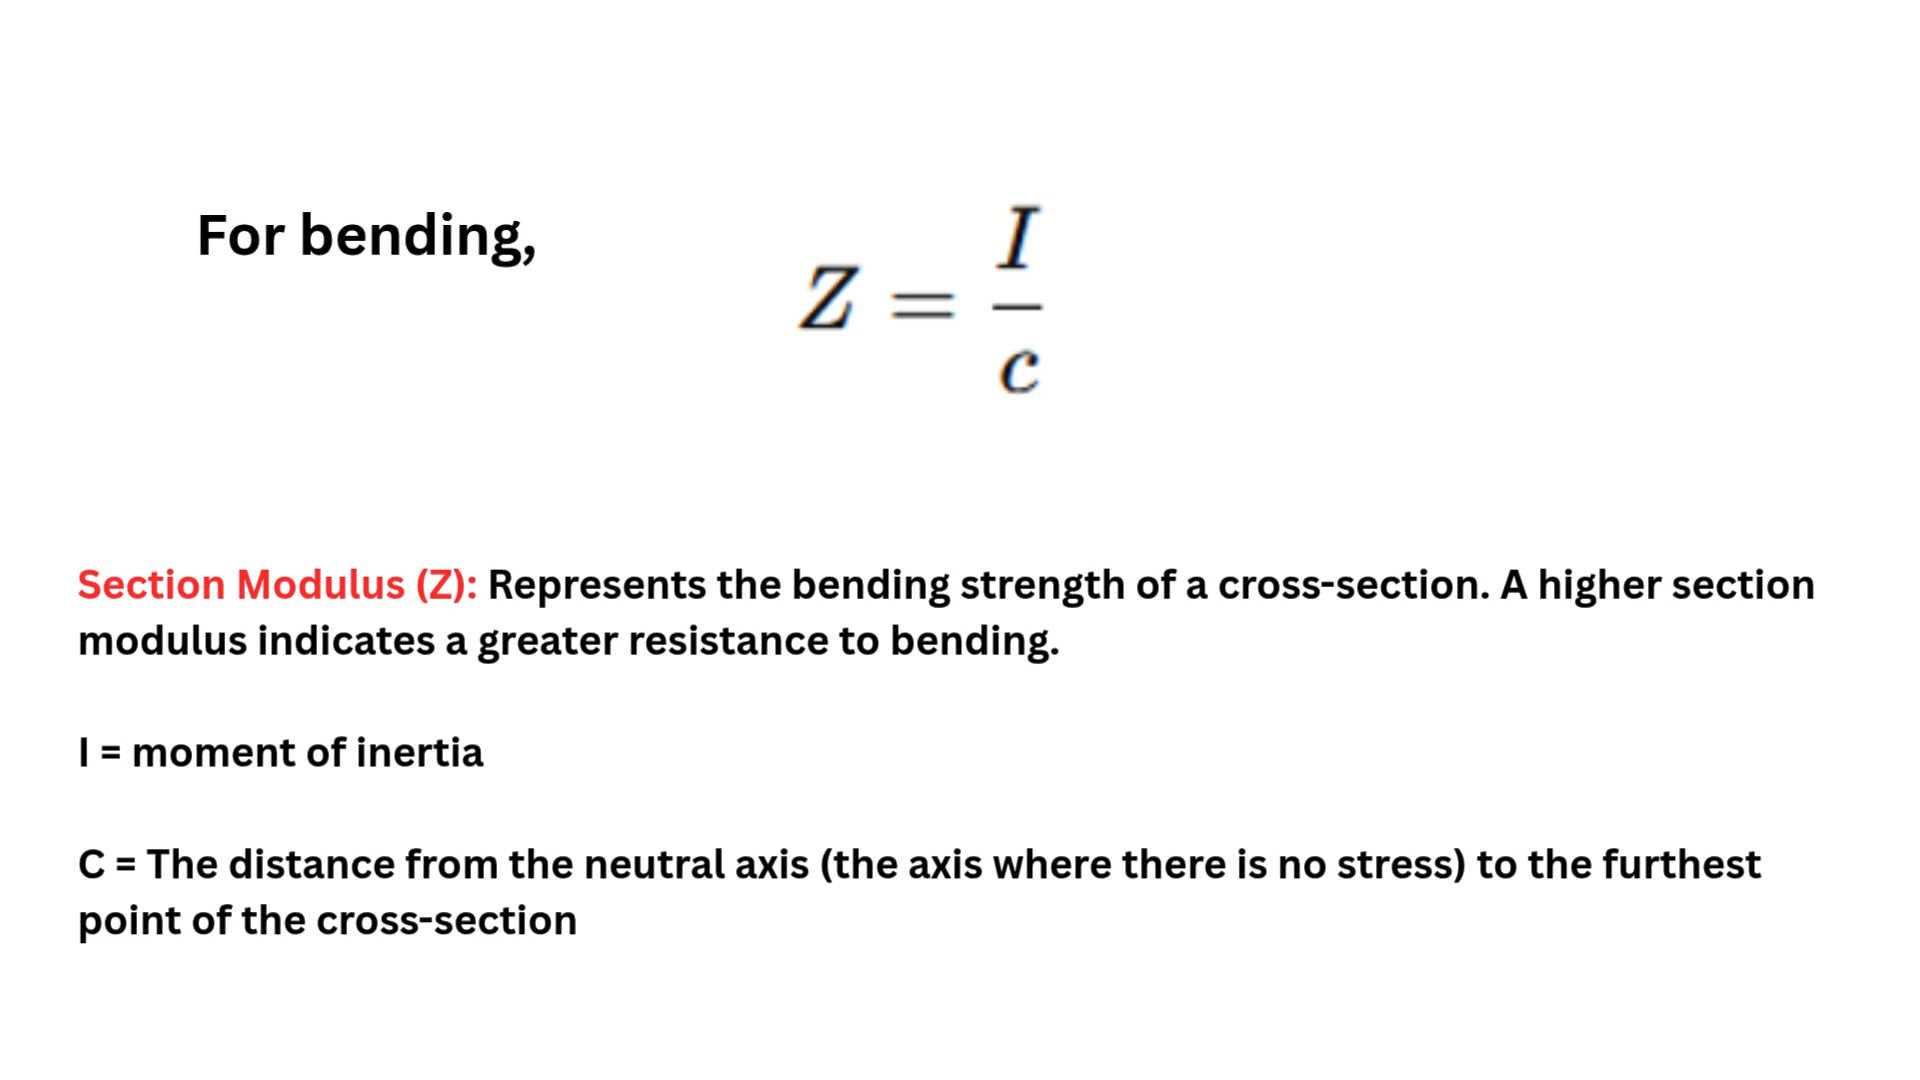 For bending,
Z = I/c
Section Modulus (Z): Represents the bending strength of a cross-section. A higher section
modulus indicates a greater resistance to bending.
I = moment of inertia
C = The distance from the neutral axis (the axis where there is no stress) to the furthest
point of the cross-section